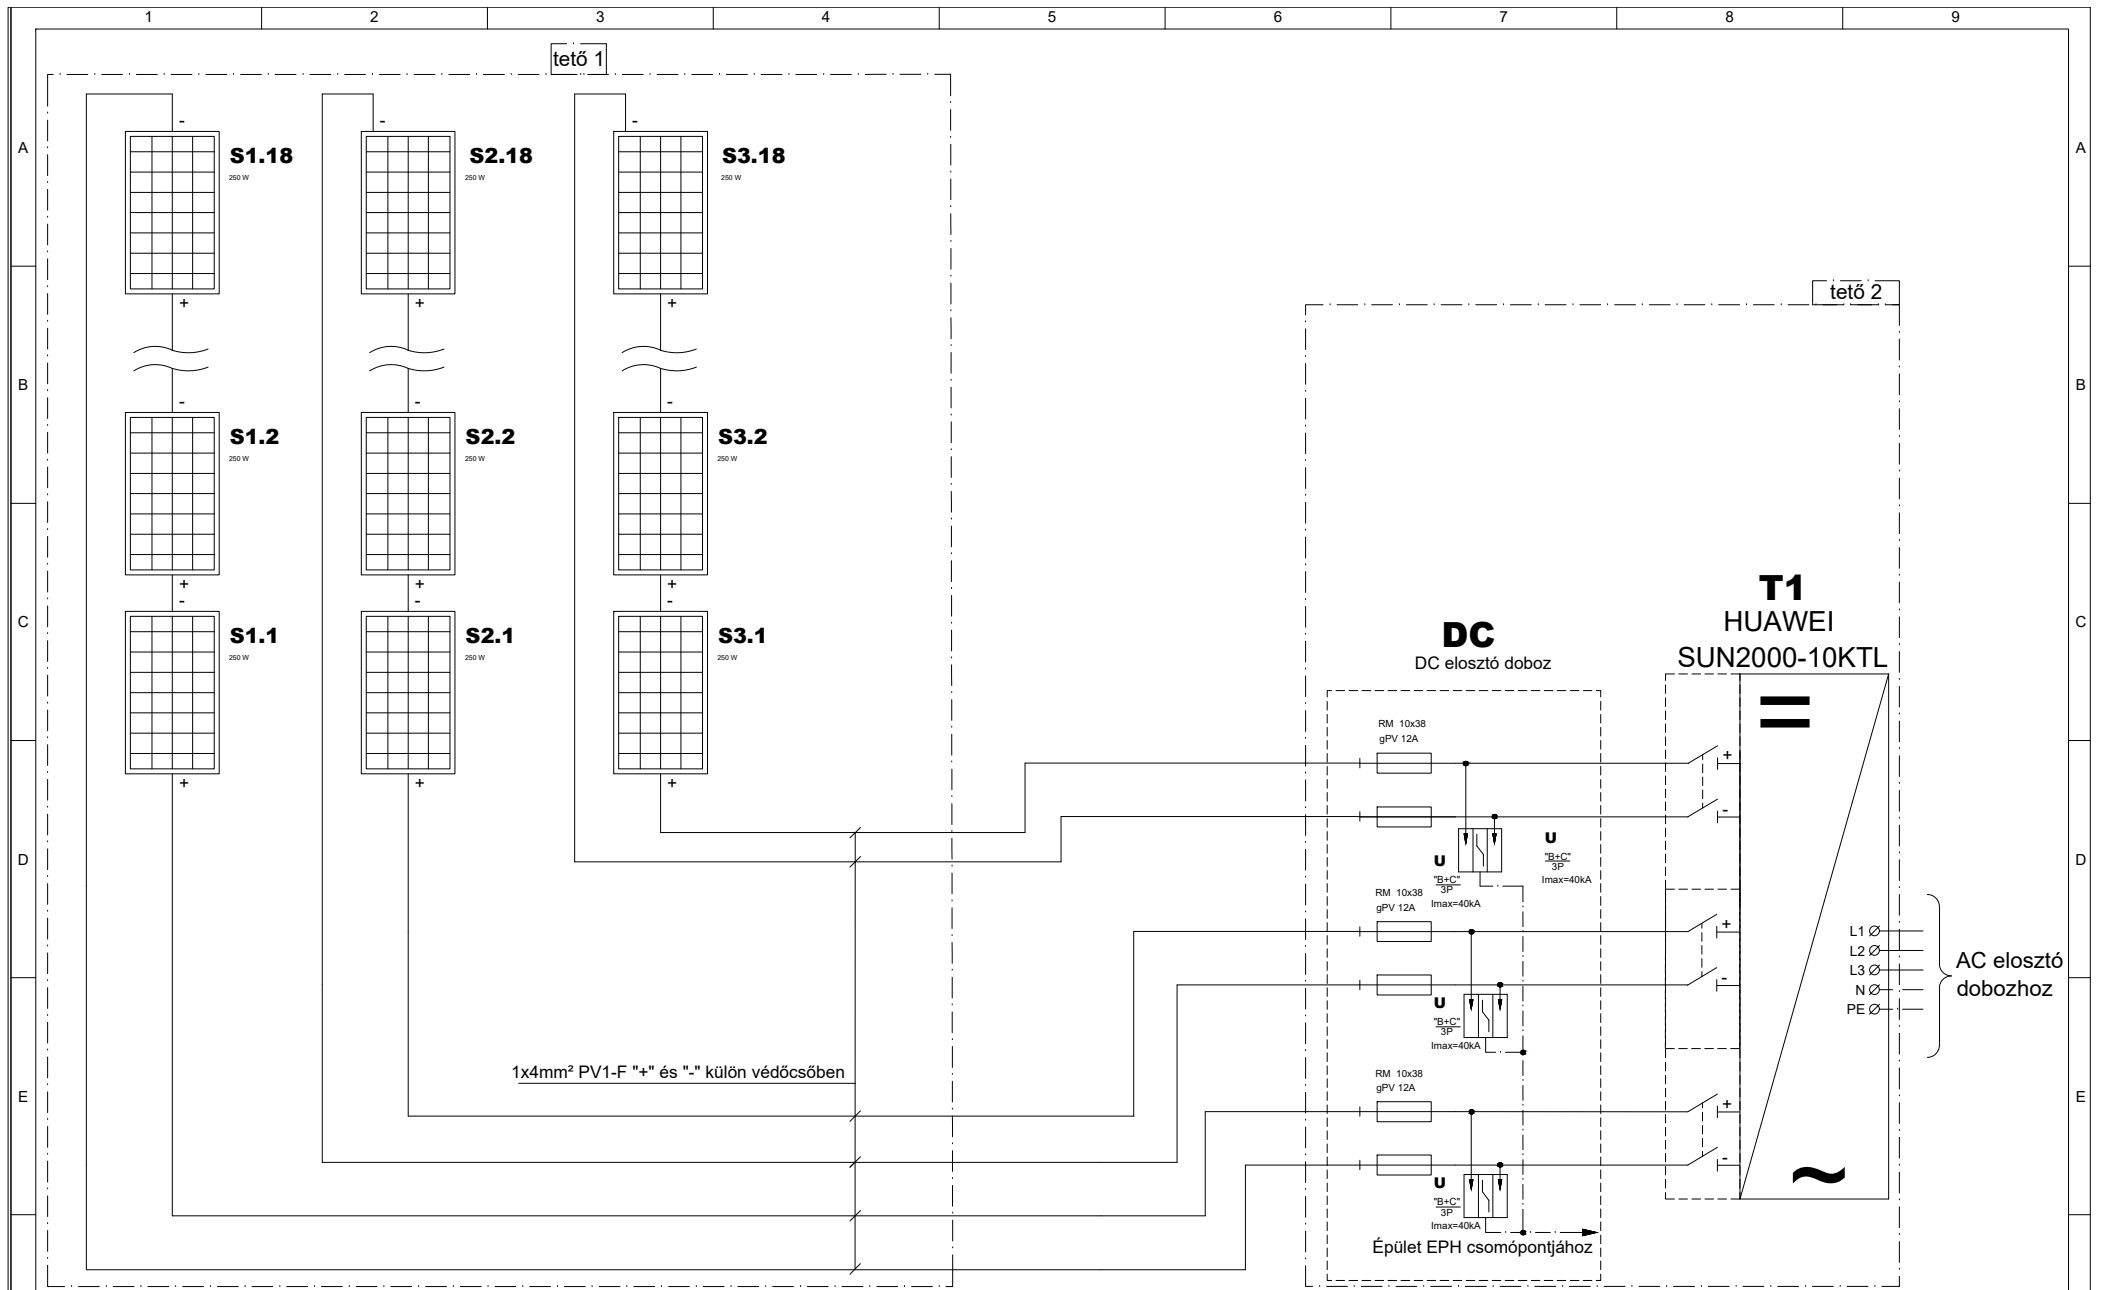 1 2 3 4 5 6 7 8 9
tető 1
- - -
A S1.18 S2.18 S3.18 A
250 W 250 W 250 W
+ + +
tető 2
B B
- - -
S1.2 S2.2 S3.2
250 W 250 W 250 W
+ + +
- - -
C S1.1 S2.1 S3.1 C
250 W 250 W 250 W
+ + +
T1
HUAWEI
SUN2000-10KTL
DC
DC elosztó doboz
=
RM 10x38
gPV 12A
+
-
D D
U
"B+C"
3P
Imax=40kA
U
"B+C"
3P
Imax=40kA
RM 10x38
gPV 12A
+
-
U
"B+C"
3P
Imax=40kA
L1
L2
L3
N
PE
AC elosztó
dobozhoz
1x4mm² PV1-F "+" és "-" külön védőcsőben
E E
RM 10x38
gPV 12A
+
-
~
U
"B+C"
3P
Imax=40kA
Épület EPH csomópontjához